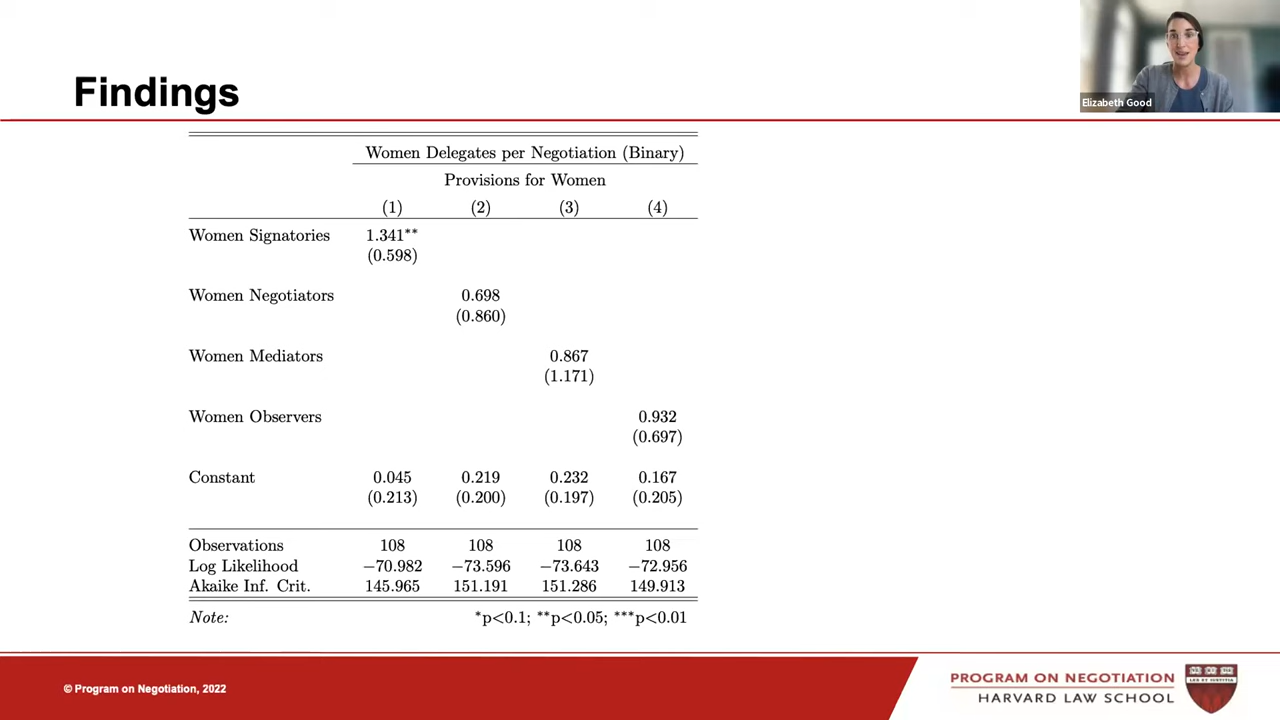 Elizabeth Good
Findings
Women Delegates per Negotiation (Binary)
Provisions for Women
(1) (2) (3) (4)
Women Signatories 1.341**
(0.598)
Women Negotiators 0.698
(0.860)
Women Mediators 0.867
(1.171)
Women Observers 0.932
(0.697)
Constant 0.045 0.219 0.232 0.167
(0.213) (0.200) (0.197) (0.205)
Observations 108 108 108 108
Log Likelihood −70.982 −73.596 −73.643 −72.956
Akaike Inf. Crit. 145.965 151.191 151.286 149.913
Note: *p<0.1; **p<0.05; ***p<0.01
© Program on Negotiation, 2022
PROGRAM ON NEGOTIATION
HARVARD LAW SCHOOL